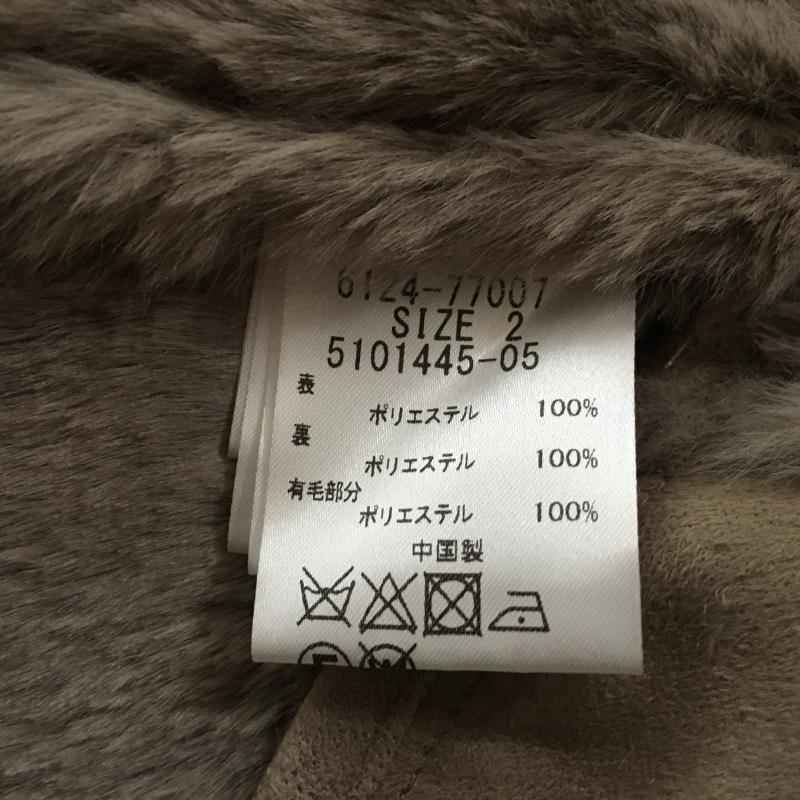 6124-77007
SIZE 2
5101445-05
表
ポリエステル 100%
裏
ポリエステル 100%
有毛部分
ポリエステル 100%
中国製